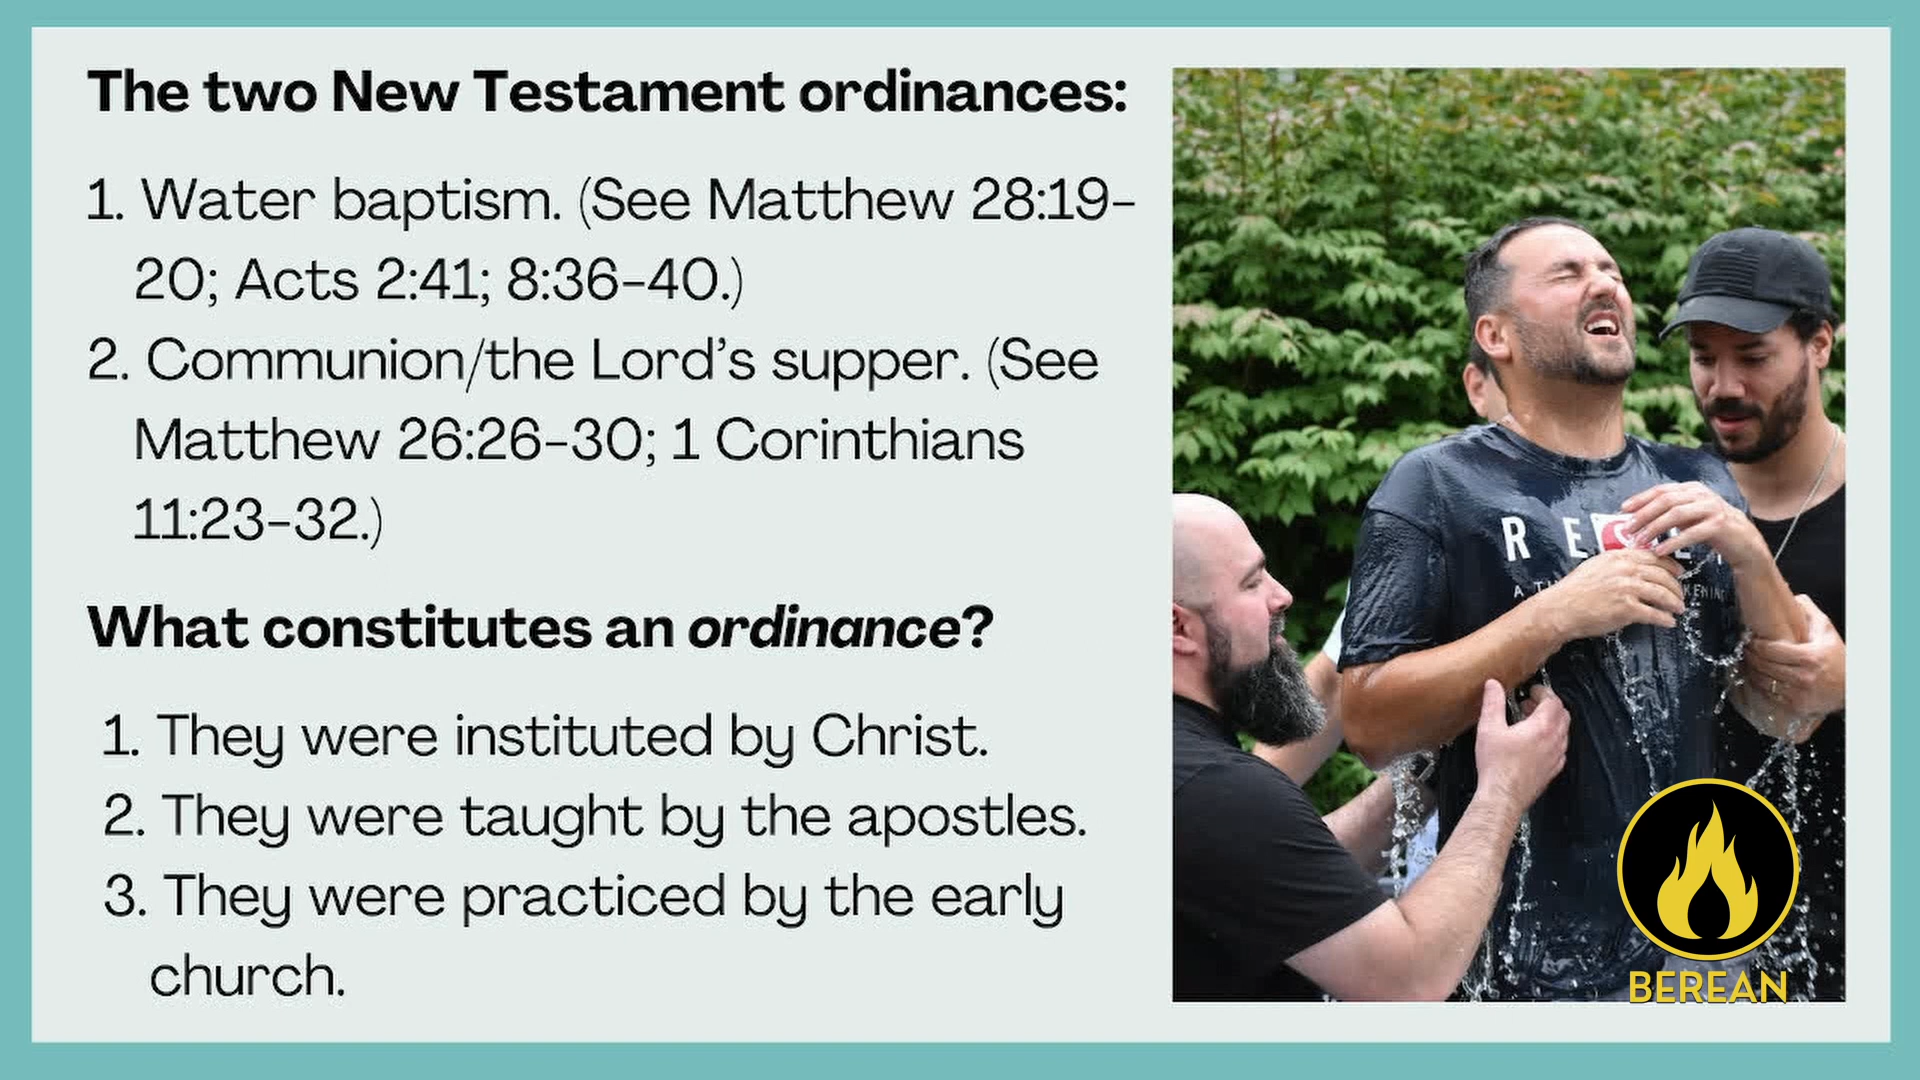 The two New Testament ordinances:
1. Water baptism. (See Matthew 28:19–
20; Acts 2:41; 8:36–40.)
2. Communion/the Lord’s supper. (See
Matthew 26:26–30; 1 Corinthians
11:23–32.)
What constitutes an ordinance?
1. They were instituted by Christ.
2. They were taught by the apostles.
3. They were practiced by the early
church.
BEREAN